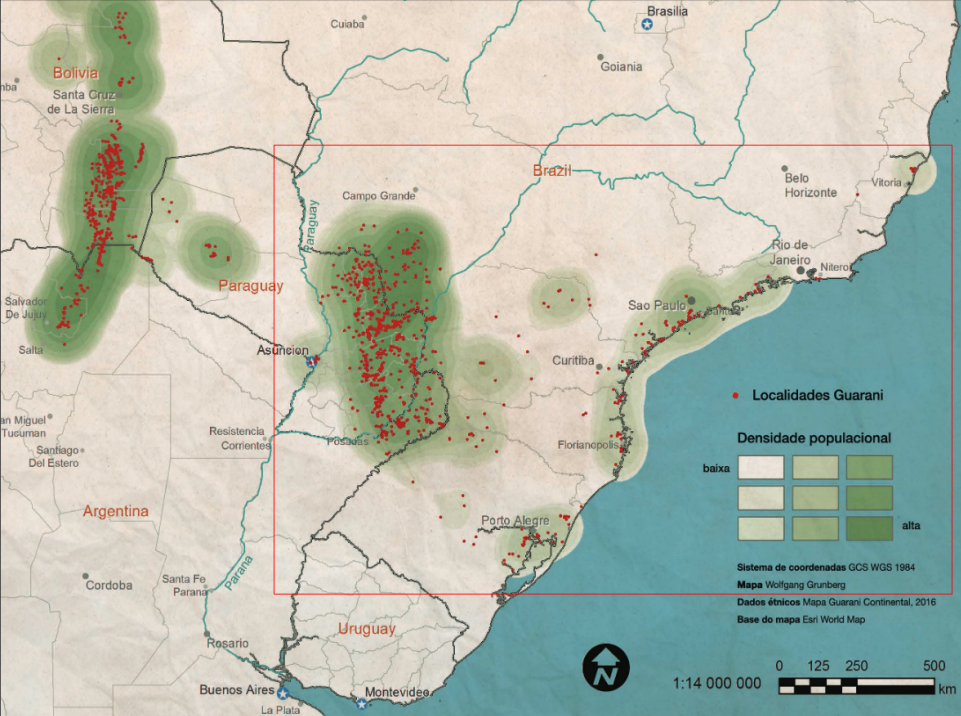 Brasilia
Cuiaba
Goiania
Bolivia
mba
Santa Cruz
de La Sierra
Brazil
Belo
Horizonte
Vitoria
Campo Grande
Paraguay
Rio de
Janeiro
Niteroi
Paraguay
Sao Paulo
Santos
Salvador
De Jujuy
Salta
Asuncion
Curitiba
Localidades Guarani
an Miguel
Tucuman
Resistencia
Corrientes
Posadas
Florianopolis
Densidade populacional
baixa
Santiago
Del Estero
Argentina
Porto Alegre
alta
Cordoba
Santa Fe
Parana
Parana
Sistema de coordenadas GCS WGS 1984
Mapa Wolfgang Grunberg
Dados étnicos Mapa Guarani Continental, 2016
Base do mapa Esri World Map
Uruguay
Rosario
N
Buenos Aires
Montevideo
La Plata
1:14 000 000
0 125 250 500
km